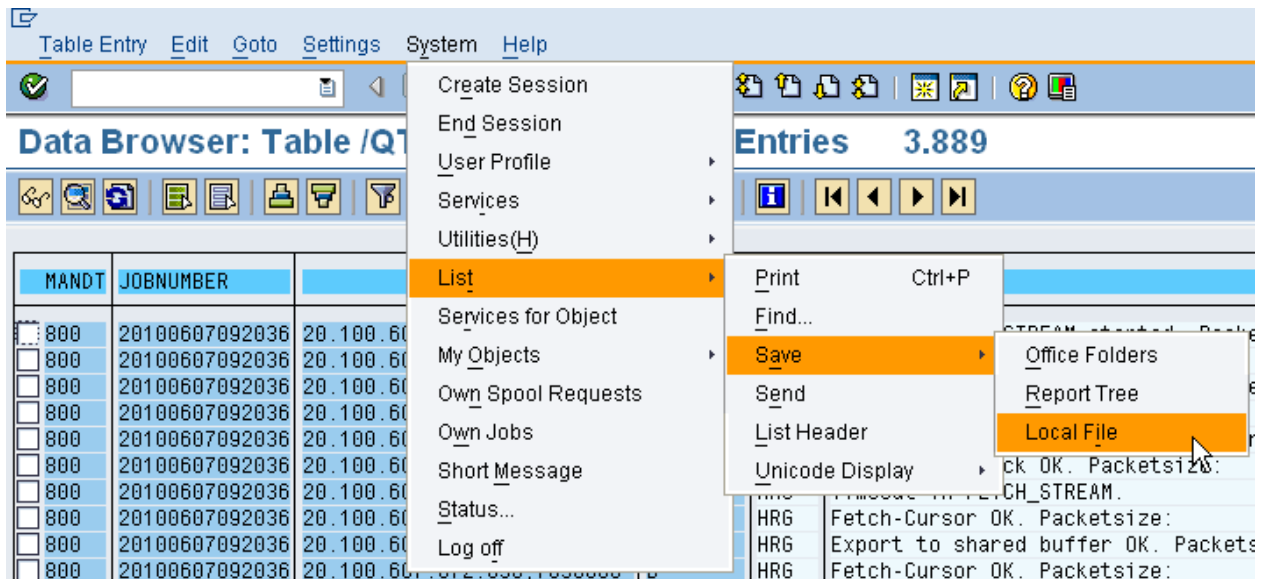 Table Entry Edit Goto Settings System Help
Data Browser: Table /QT Entries 3.889
Create Session
End Session
User Profile
Services
Utilities(H)
List
Services for Object
My Objects
Own Spool Requests
Own Jobs
Short Message
Status...
Log off
Print Ctrl+P
Find...
Save
Send
List Header
Unicode Display
Office Folders
Report Tree
Local File
MANDT JOBNUMBER
800 20100607092036 20.100.60
800 20100607092036 20.100.60
800 20100607092036 20.100.60
800 20100607092036 20.100.60
800 20100607092036 20.100.60
800 20100607092036 20.100.60
800 20100607092036 20.100.60 ck OK. Packetsize:
800 20100607092036 20.100.60 CH_STREAM.
800 20100607092036 20.100.60 HRG Fetch-Cursor OK. Packetsize:
800 20100607092036 20.100.60 HRG Export to shared buffer OK. Packets
800 20100607092036 HRG Fetch-Cursor OK. Packetsize: